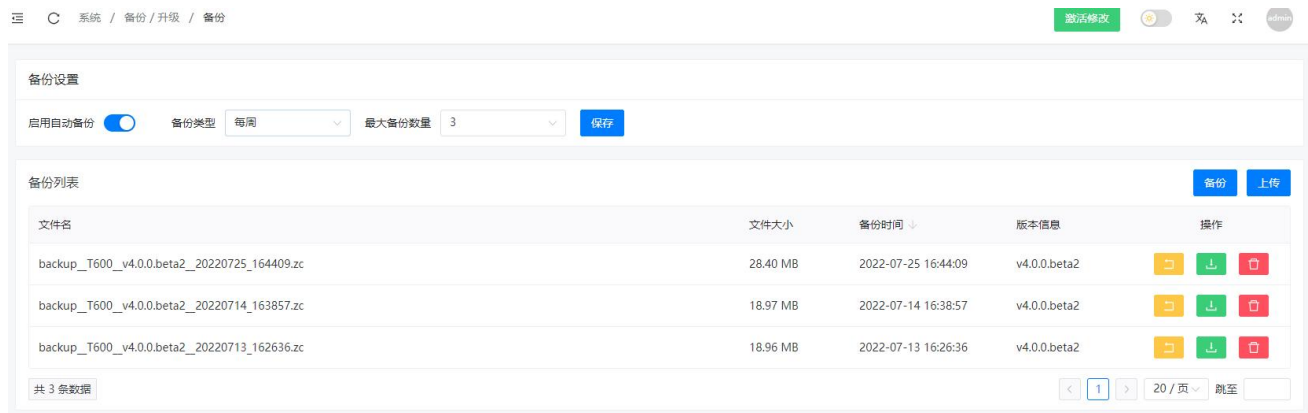 系统 / 备份 / 升级 / 备份 激活修改 admin
备份设置
启用自动备份 备份类型 每周 最大备份数量 3 保存
备份列表 备份 上传
文件名 文件大小 备份时间 版本信息 操作
backup__T600__v4.0.0.beta2__20220725_164409.zc 28.40 MB 2022-07-25 16:44:09 v4.0.0.beta2
backup__T600__v4.0.0.beta2__20220714_163857.zc 18.97 MB 2022-07-14 16:38:57 v4.0.0.beta2
backup__T600__v4.0.0.beta2__20220713_162636.zc 18.96 MB 2022-07-13 16:26:36 v4.0.0.beta2
共 3 条数据 1 20 / 页 跳至